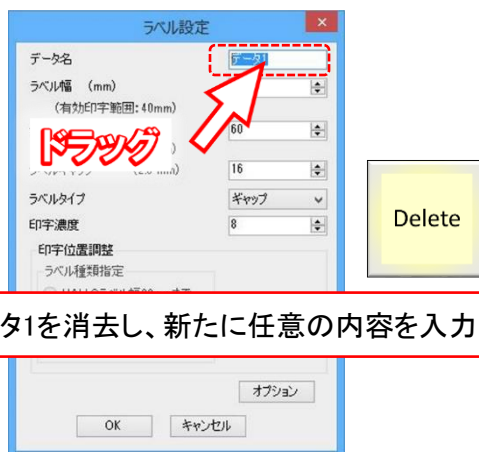 ラベル設定
データ名
データ1
ラベル幅 (mm)
(有効印字範囲:40mm)
60
ドラッグ
16
ラベルタイプ
ギャップ
印字濃度
8
Delete
印字位置調整
ラベル種類指定
タ1を消去し、新たに任意の内容を入力
オプション
OK
キャンセル